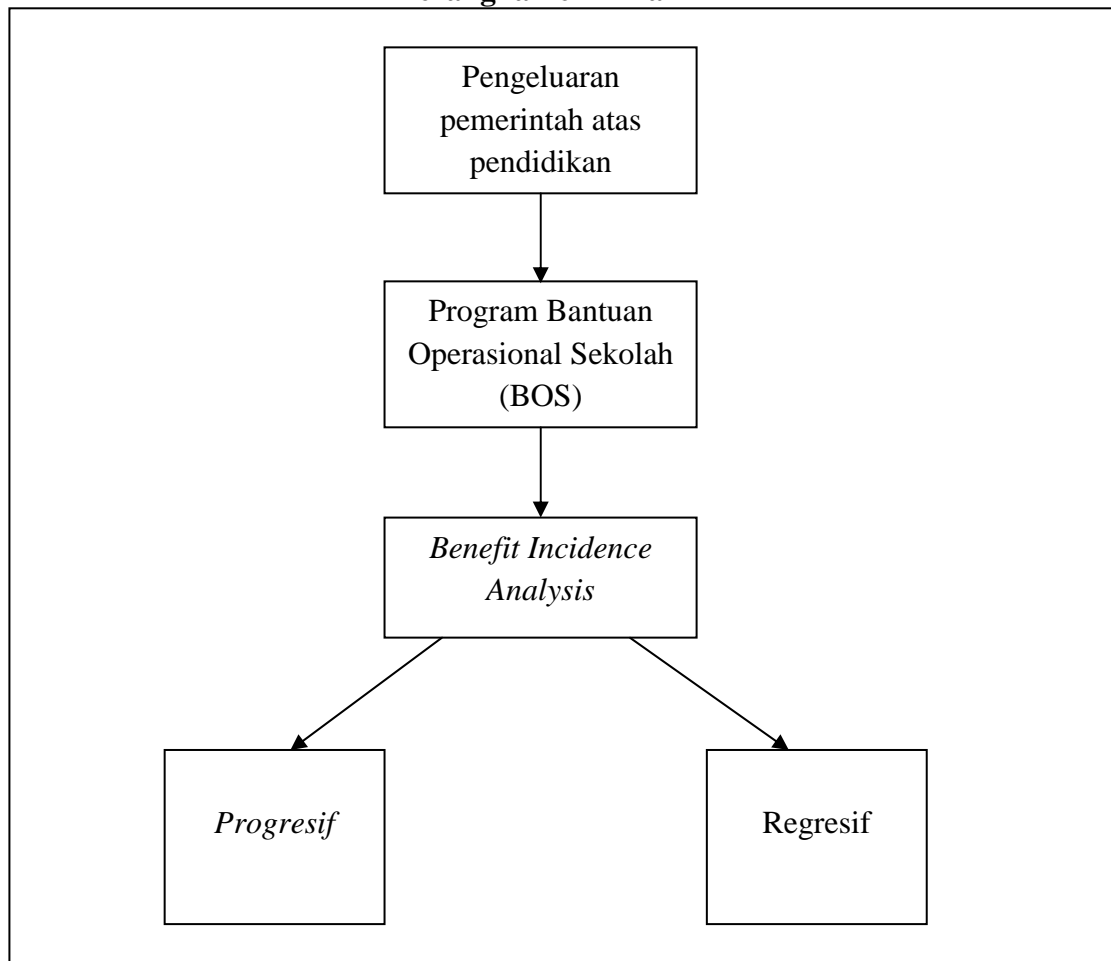 Pengeluaran
pemerintah atas
pendidikan
Program Bantuan
Operasional Sekolah
(BOS)
Benefit Incidence
Analysis
Progresif
Regresif